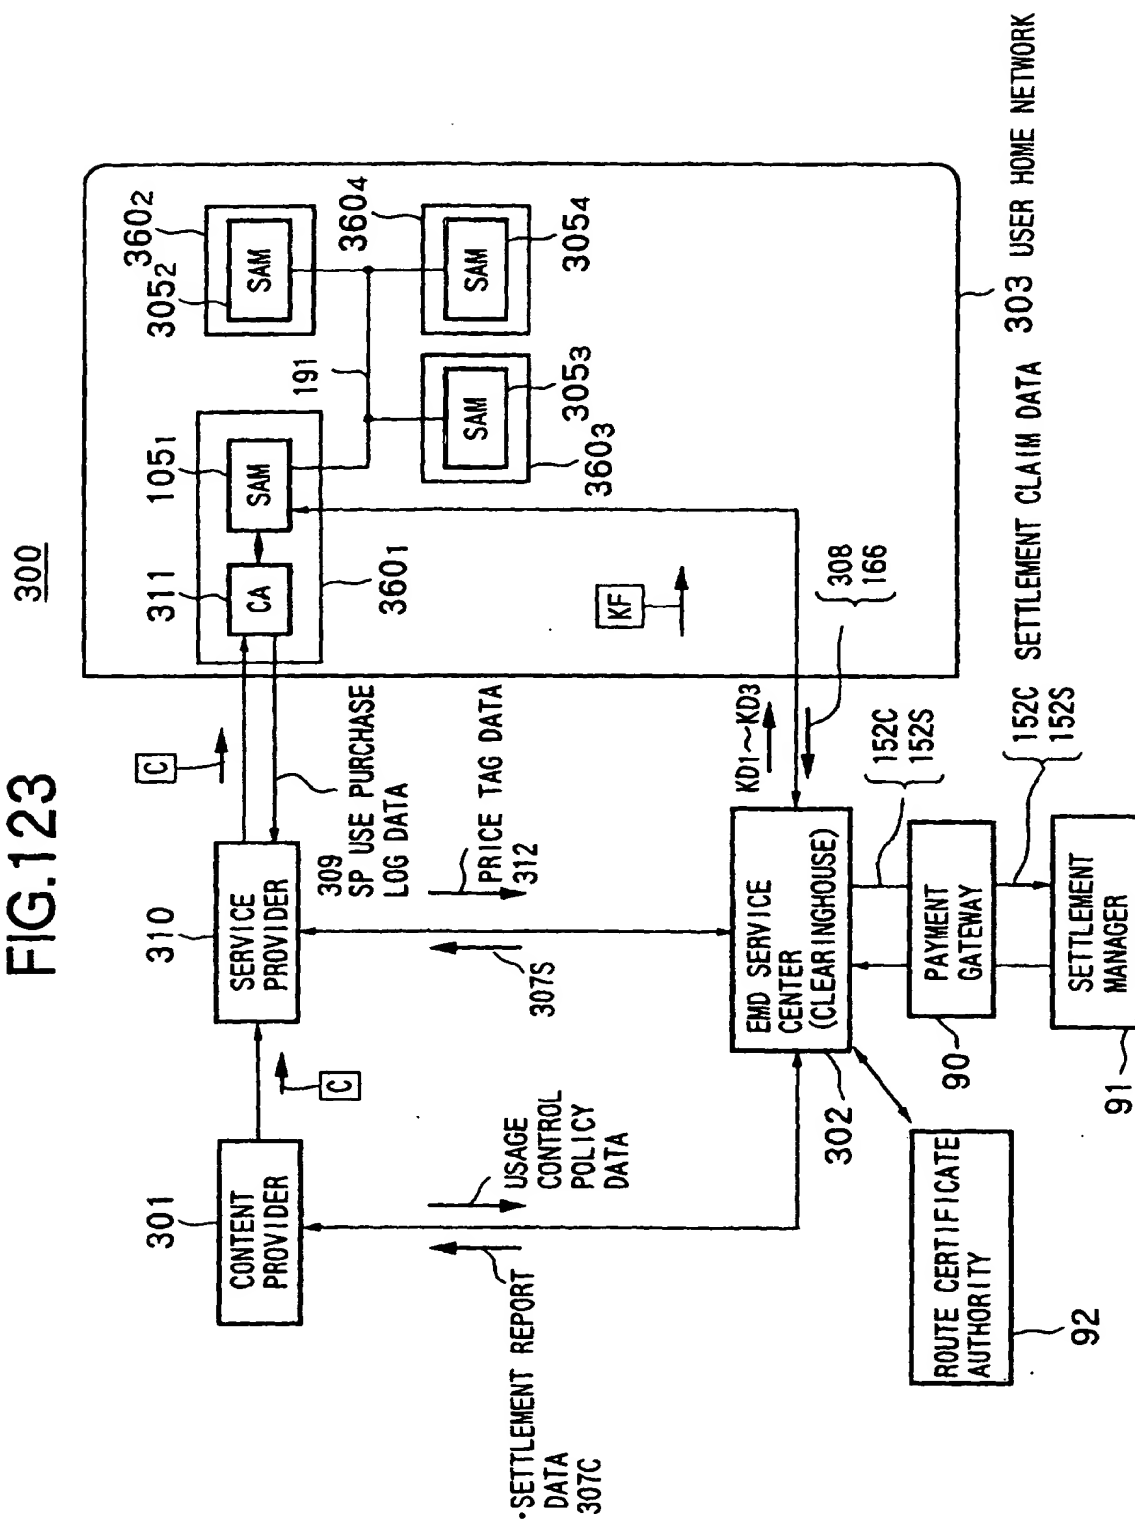 FIG.123
300
301
CONTENT
PROVIDER
C
310
SERVICE
PROVIDER
C
311
CA
1051
SAM
3601
3052
3602
SAM
191
3604
SAM
3054
SAM
3053
3603
309
SP USE PURCHASE
LOG DATA
PRICE TAG DATA
312
307S
USAGE
CONTROL
POLICY
DATA
•SETTLEMENT REPORT
DATA
307C
KF
KD1~KD3
308
166
303 USER HOME NETWORK
EMD SERVICE
CENTER
(CLEARINGHOUSE)
302
152C
152S
PAYMENT
GATEWAY
90
152C
152S
SETTLEMENT CLAIM DATA
SETTLEMENT
MANAGER
91
ROUTE CERTIFICATE
AUTHORITY
92